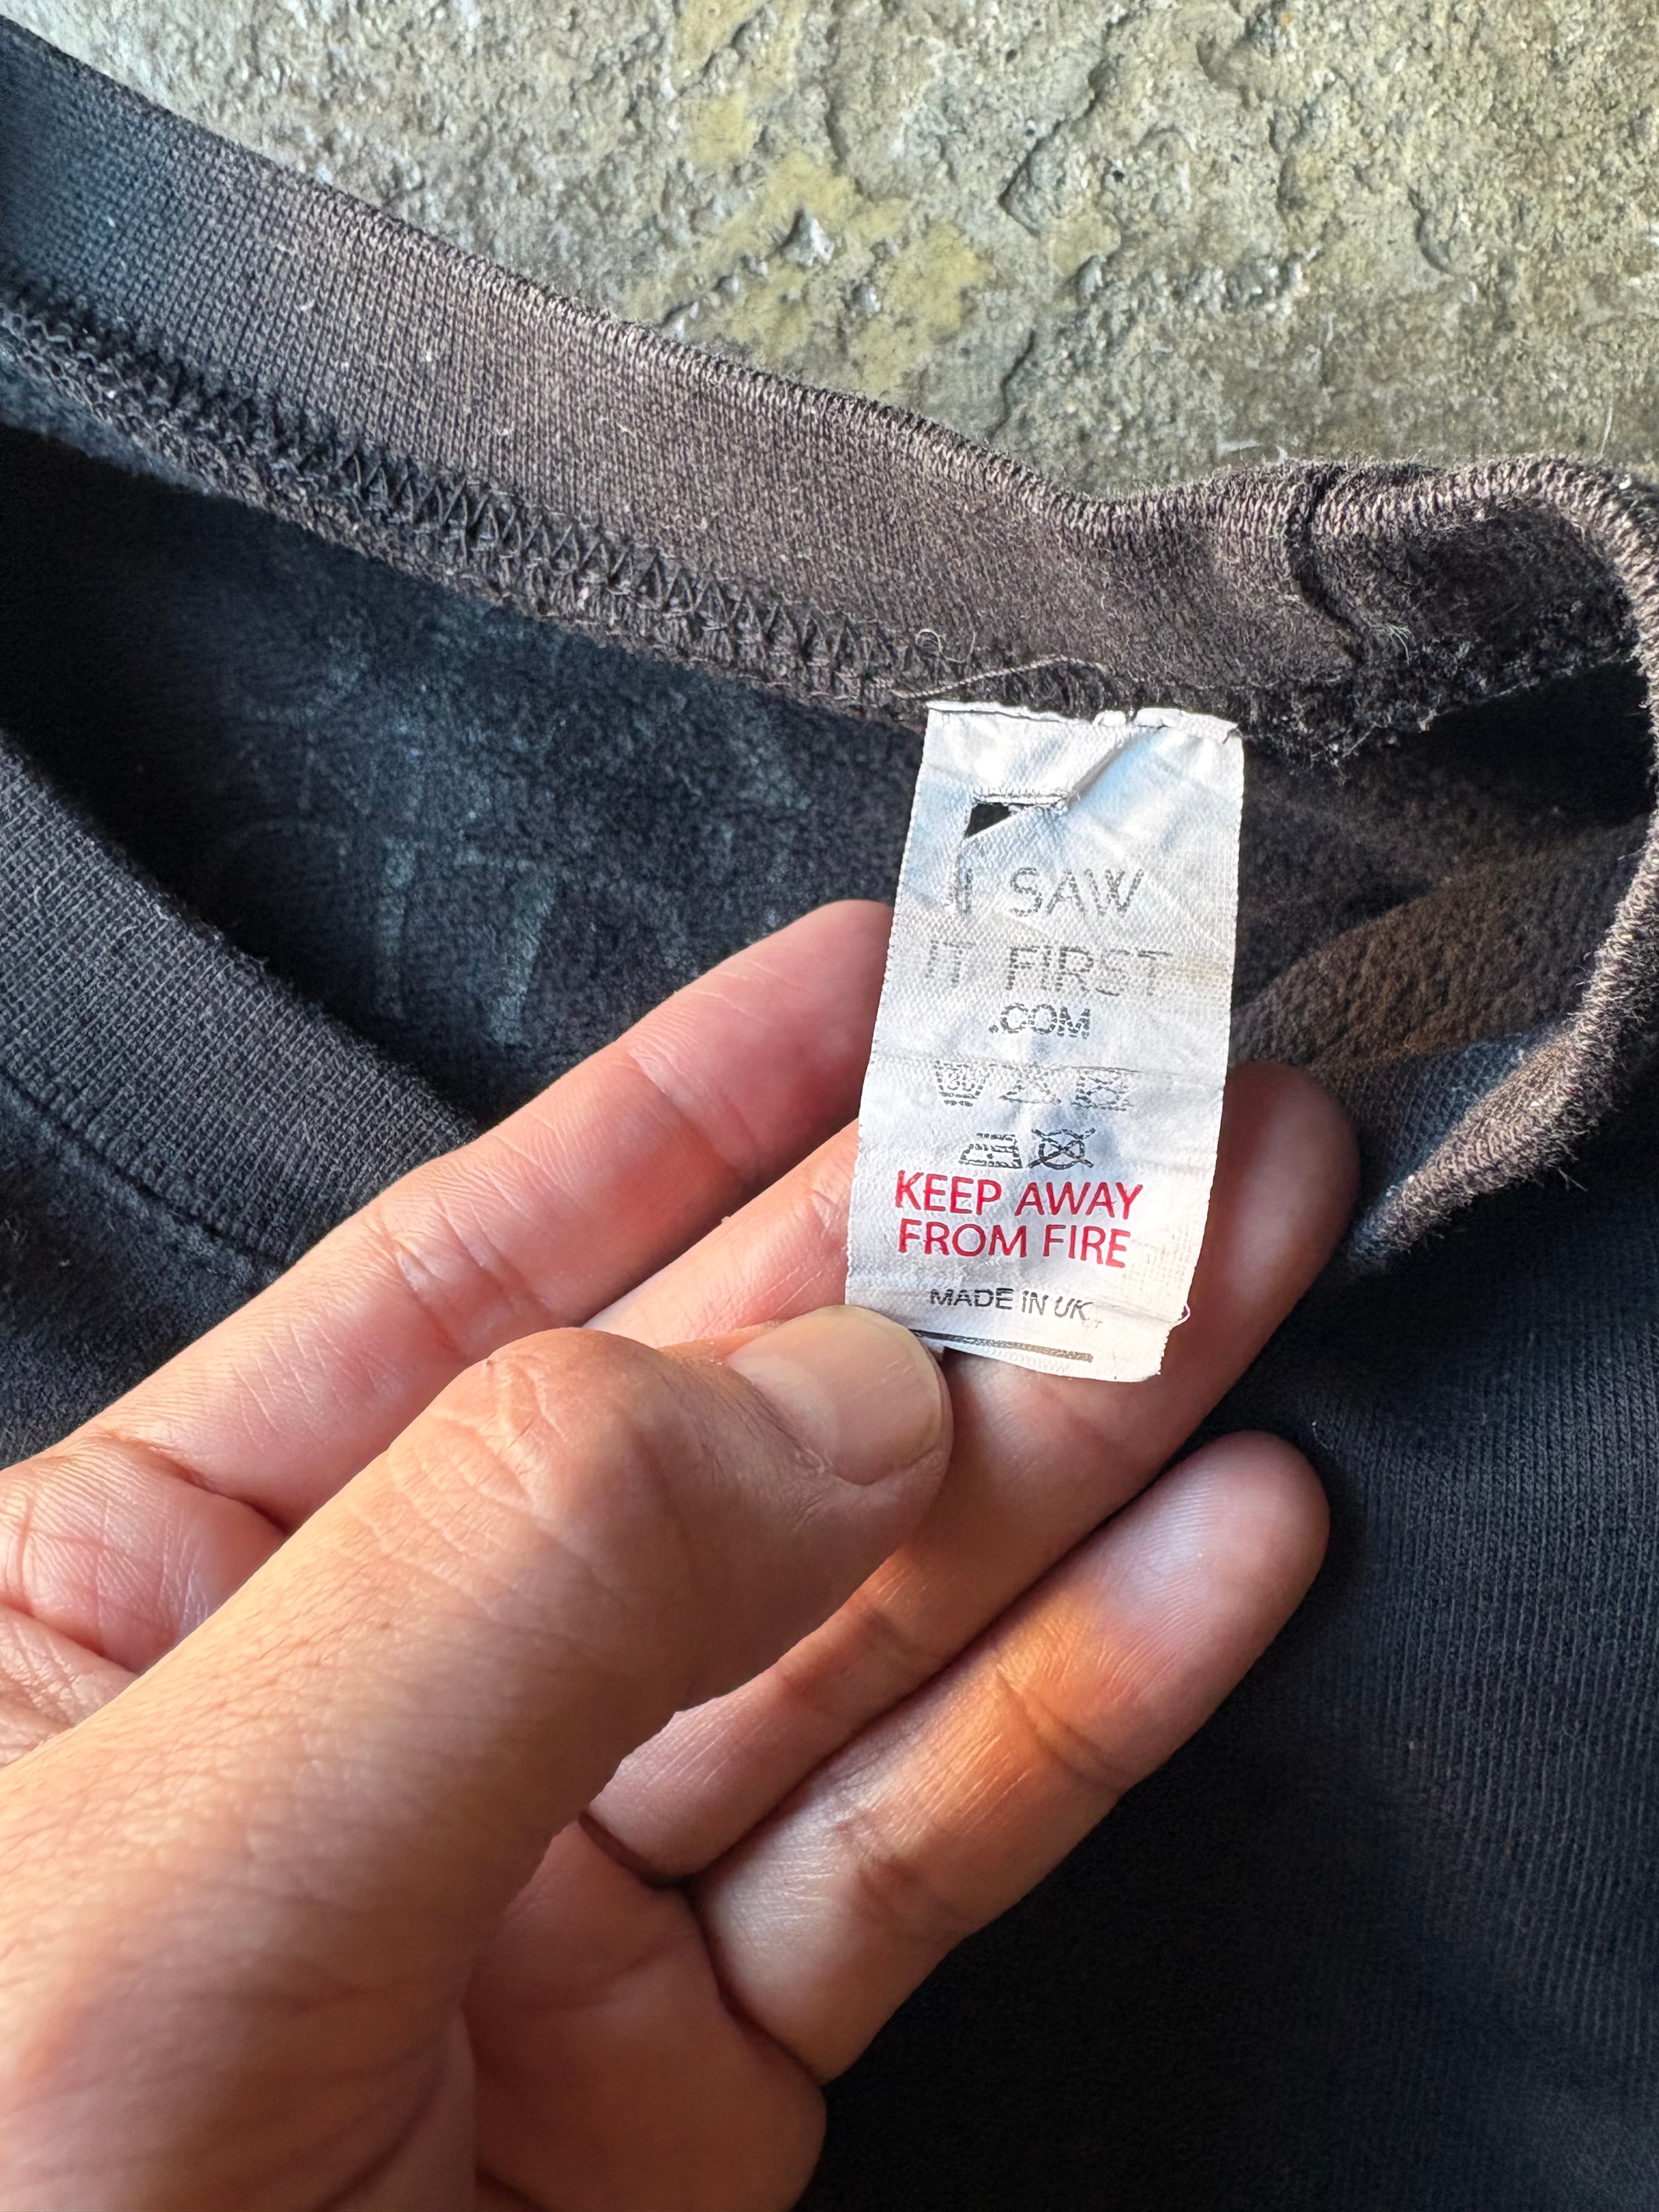 I SAW
IT FIRST
.COM
KEEP AWAY
FROM FIRE
MADE IN UK